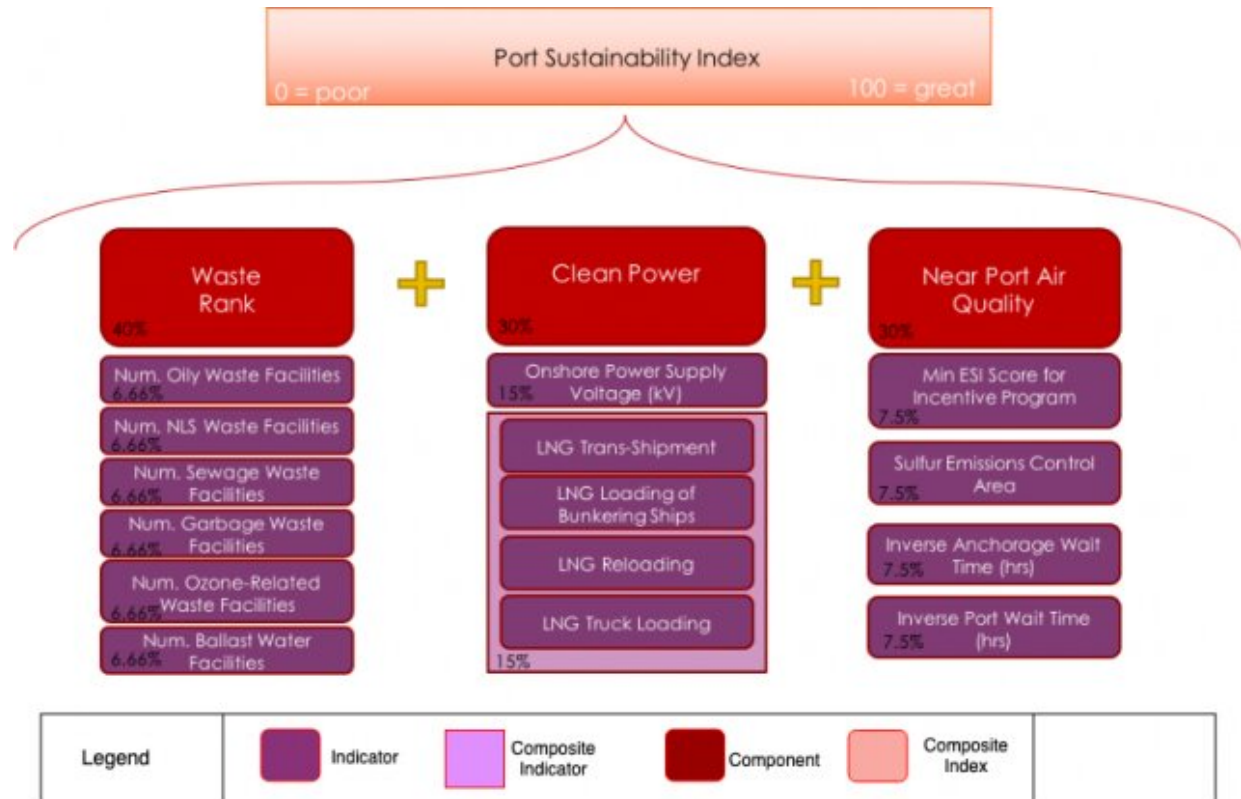 Port Sustainability Index
0 = poor
100 = great
Waste
Rank
40%
Num. Oily Waste Facilities
6.66%
Num. NLS Waste Facilities
6.66%
Num. Sewage Waste
Facilities
6.66%
Num. Garbage Waste
Facilities
6.66%
Num. Ozone-Related
Waste Facilities
6.66%
Num. Ballast Water
Facilities
6.66%
Clean Power
30%
Onshore Power Supply
Voltage (kV)
15%
LNG Trans-Shipment
LNG Loading of
Bunkering Ships
LNG Reloading
LNG Truck Loading
15%
Near Port Air
Quality
30%
Min ESI Score for
Incentive Program
7.5%
Sulfur Emissions Control
Area
7.5%
Inverse Anchorage Wait
Time (hrs)
7.5%
Inverse Port Wait Time
(hrs)
7.5%
Legend
Indicator
Composite
Indicator
Component
Composite
Index